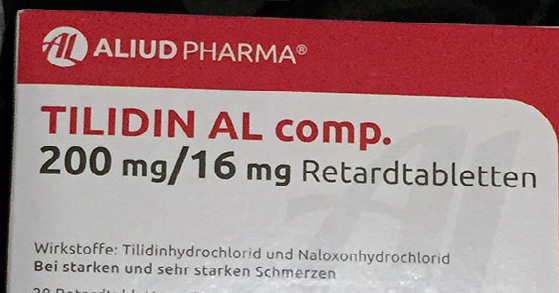 AL ALIUD PHARMA®
TILIDIN AL comp.
200 mg/16 mg Retardtabletten
Wirkstoffe: Tilidinhydrochlorid und Naloxonhydrochlorid
Bei starken und sehr starken Schmerzen